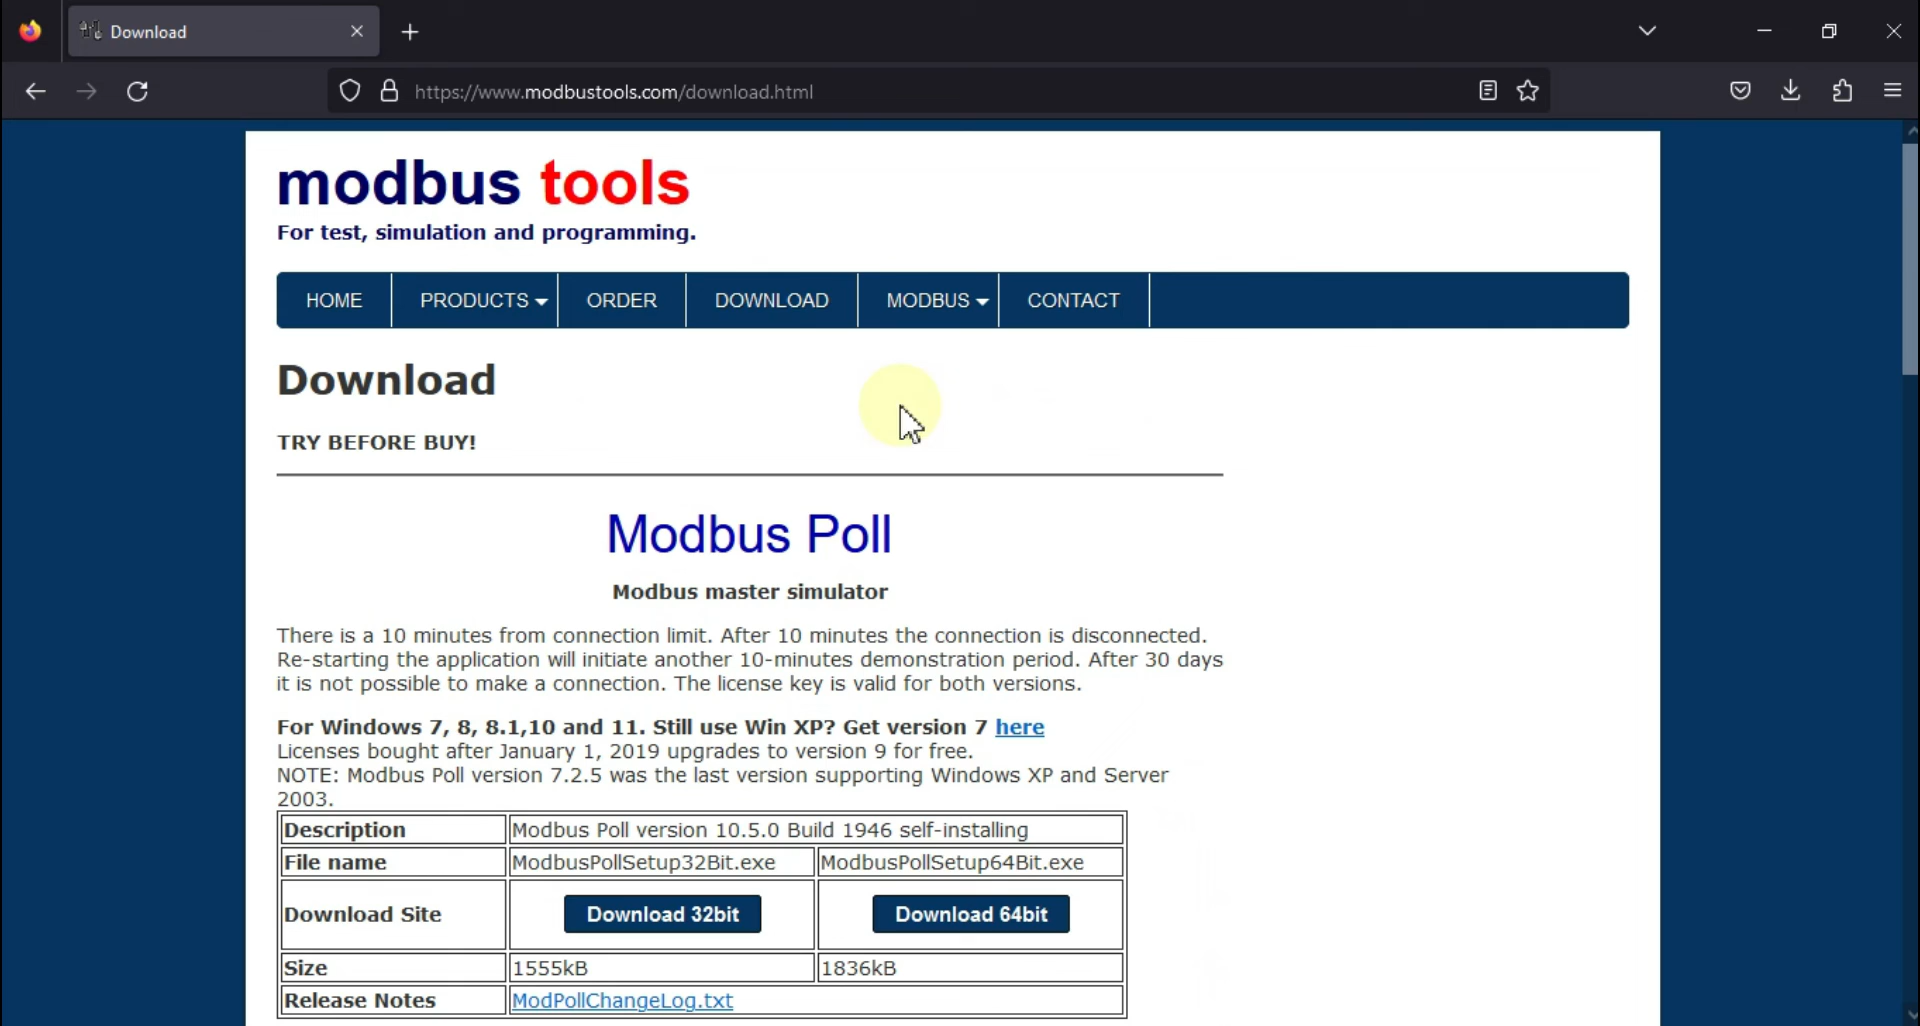 Download
https://www.modbustools.com/download.html
modbus tools
For test, simulation and programming.
HOME PRODUCTS ORDER DOWNLOAD MODBUS CONTACT
Download
TRY BEFORE BUY!
Modbus Poll
Modbus master simulator
There is a 10 minutes from connection limit. After 10 minutes the connection is disconnected.
Re-starting the application will initiate another 10-minutes demonstration period. After 30 days
it is not possible to make a connection. The license key is valid for both versions.
For Windows 7, 8, 8.1,10 and 11. Still use Win XP? Get version 7 here
Licenses bought after January 1, 2019 upgrades to version 9 for free.
NOTE: Modbus Poll version 7.2.5 was the last version supporting Windows XP and Server
2003.
Description Modbus Poll version 10.5.0 Build 1946 self-installing
File name ModbusPollSetup32Bit.exe ModbusPollSetup64Bit.exe
Download Site Download 32bit Download 64bit
Size 1555kB 1836kB
Release Notes ModPollChangeLog.txt